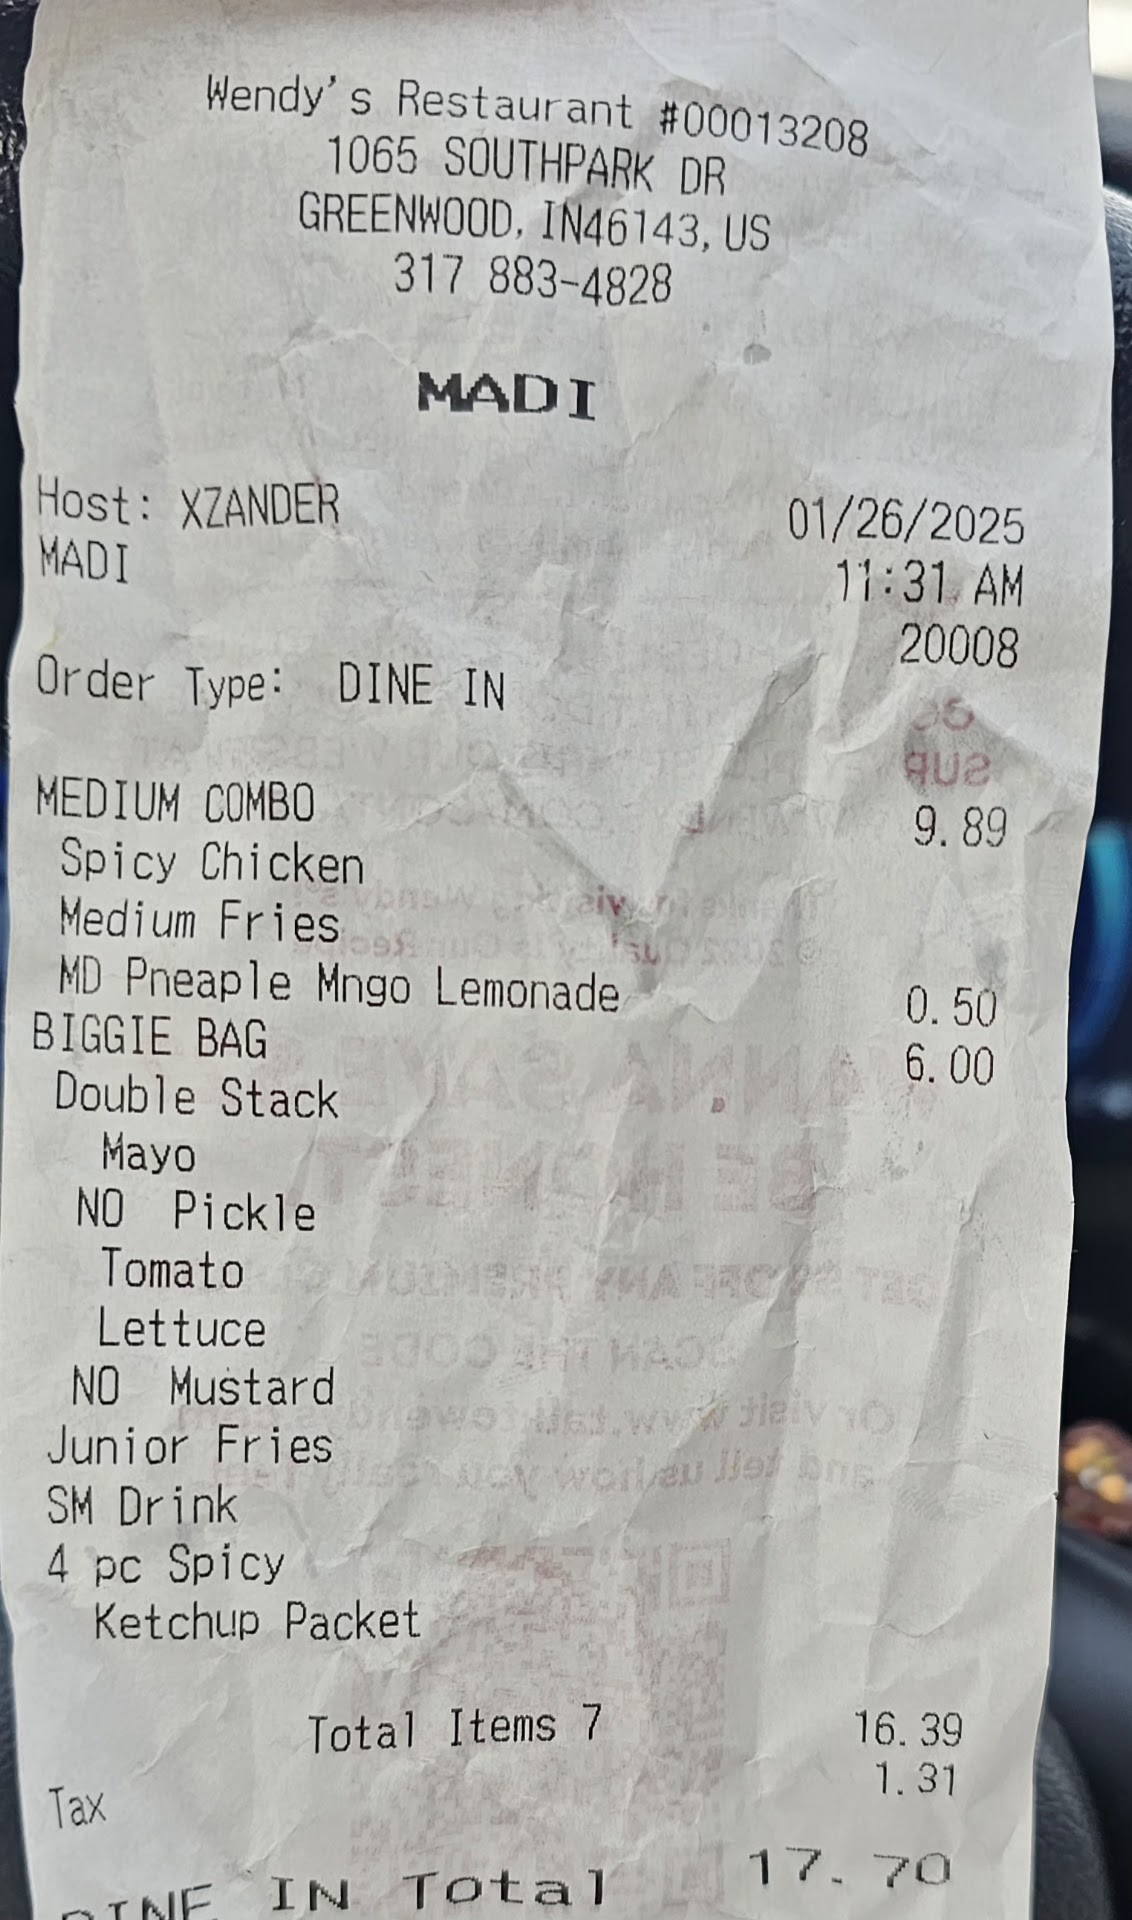 Wendy's Restaurant #00013208
1065 SOUTHPARK DR
GREENWOOD, IN46143, US
317 883-4828
MADI
Host: XZANDER 01/26/2025
MADI 11:31 AM
20008
Order Type: DINE IN
MEDIUM COMBO 9.89
Spicy Chicken
Medium Fries
MD Pneaple Mngo Lemonade 0.50
BIGGIE BAG 6.00
Double Stack
Mayo
NO Pickle
Tomato
Lettuce
NO Mustard
Junior Fries
SM Drink
4 pc Spicy
Ketchup Packet
Total Items 7 16.39
Tax 1.31
DINE IN Total 17.70